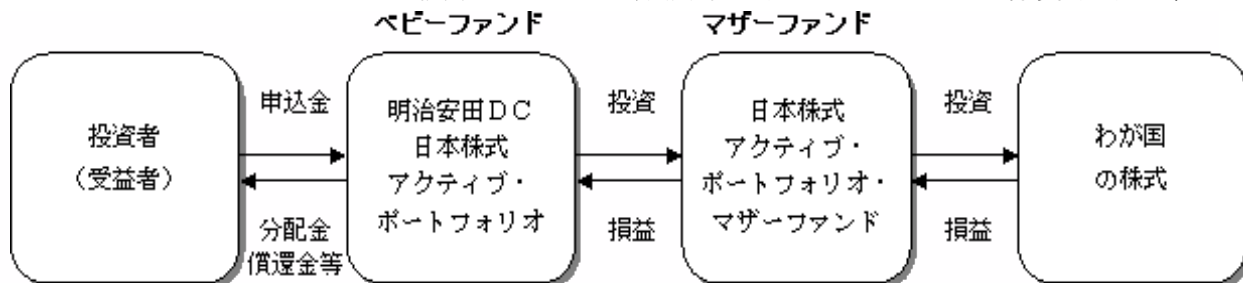 ベビーファンド
マザーファンド
投資者
（受益者）
申込金
分配金
償還金等
明治安田ＤＣ
日本株式
アクティブ・
ポートフォリオ
投資
損益
日本株式
アクティブ・
ポートフォリオ・
マザーファンド
投資
損益
わが国
の株式